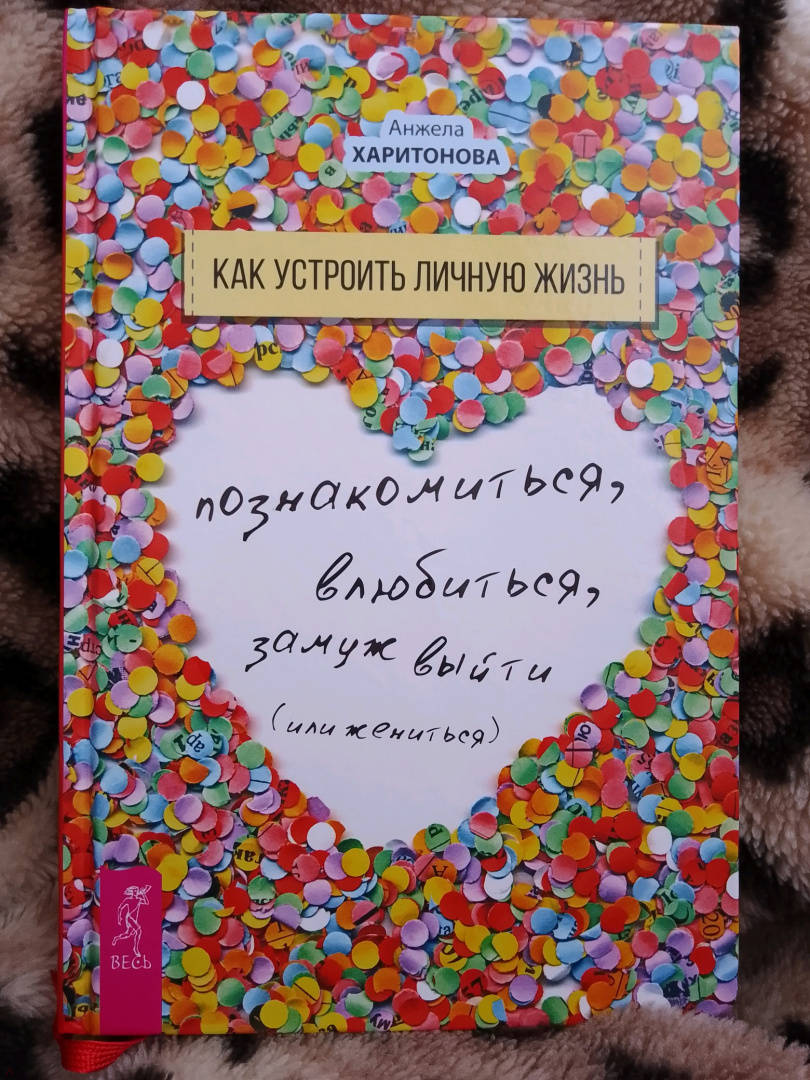 Анжела
ХАРИТОНОВА
КАК УСТРОИТЬ ЛИЧНУЮ ЖИЗНЬ
познакомиться,
влюбиться,
замуж выйти
(или жениться)
ВЕСЬ